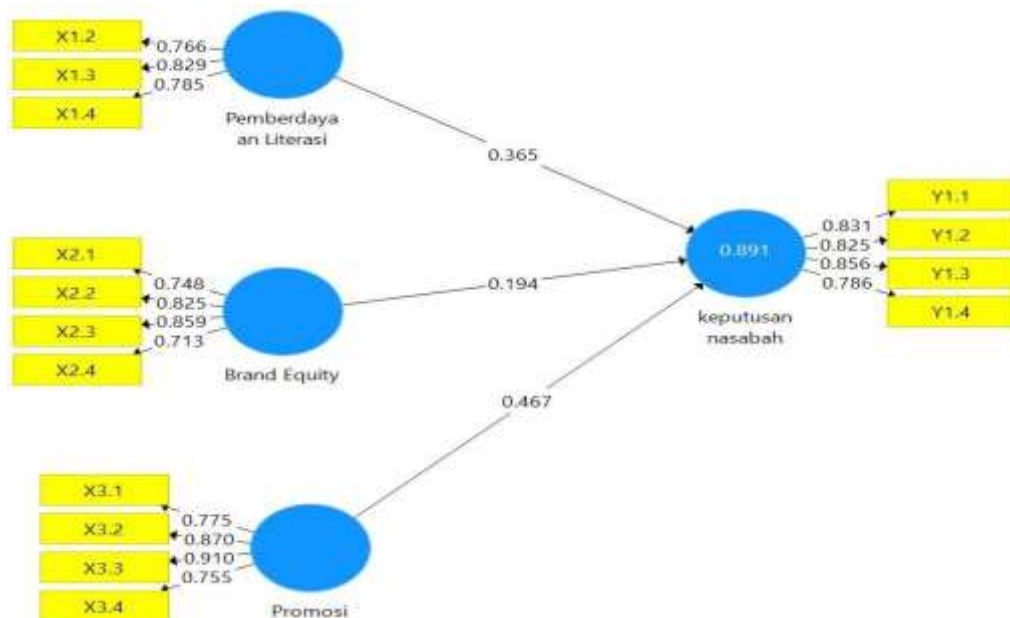 X1.2
X1.3
X1.4
0.766
0.829
0.785
Pemberdaya
an Literasi
0.365
X2.1
X2.2
X2.3
X2.4
0.748
0.825
0.859
0.713
Brand Equity
0.194
X3.1
X3.2
X3.3
X3.4
0.775
0.870
0.910
0.755
Promosi
0.467
0.891
keputusan
nasabah
0.831
0.825
0.856
0.786
Y1.1
Y1.2
Y1.3
Y1.4